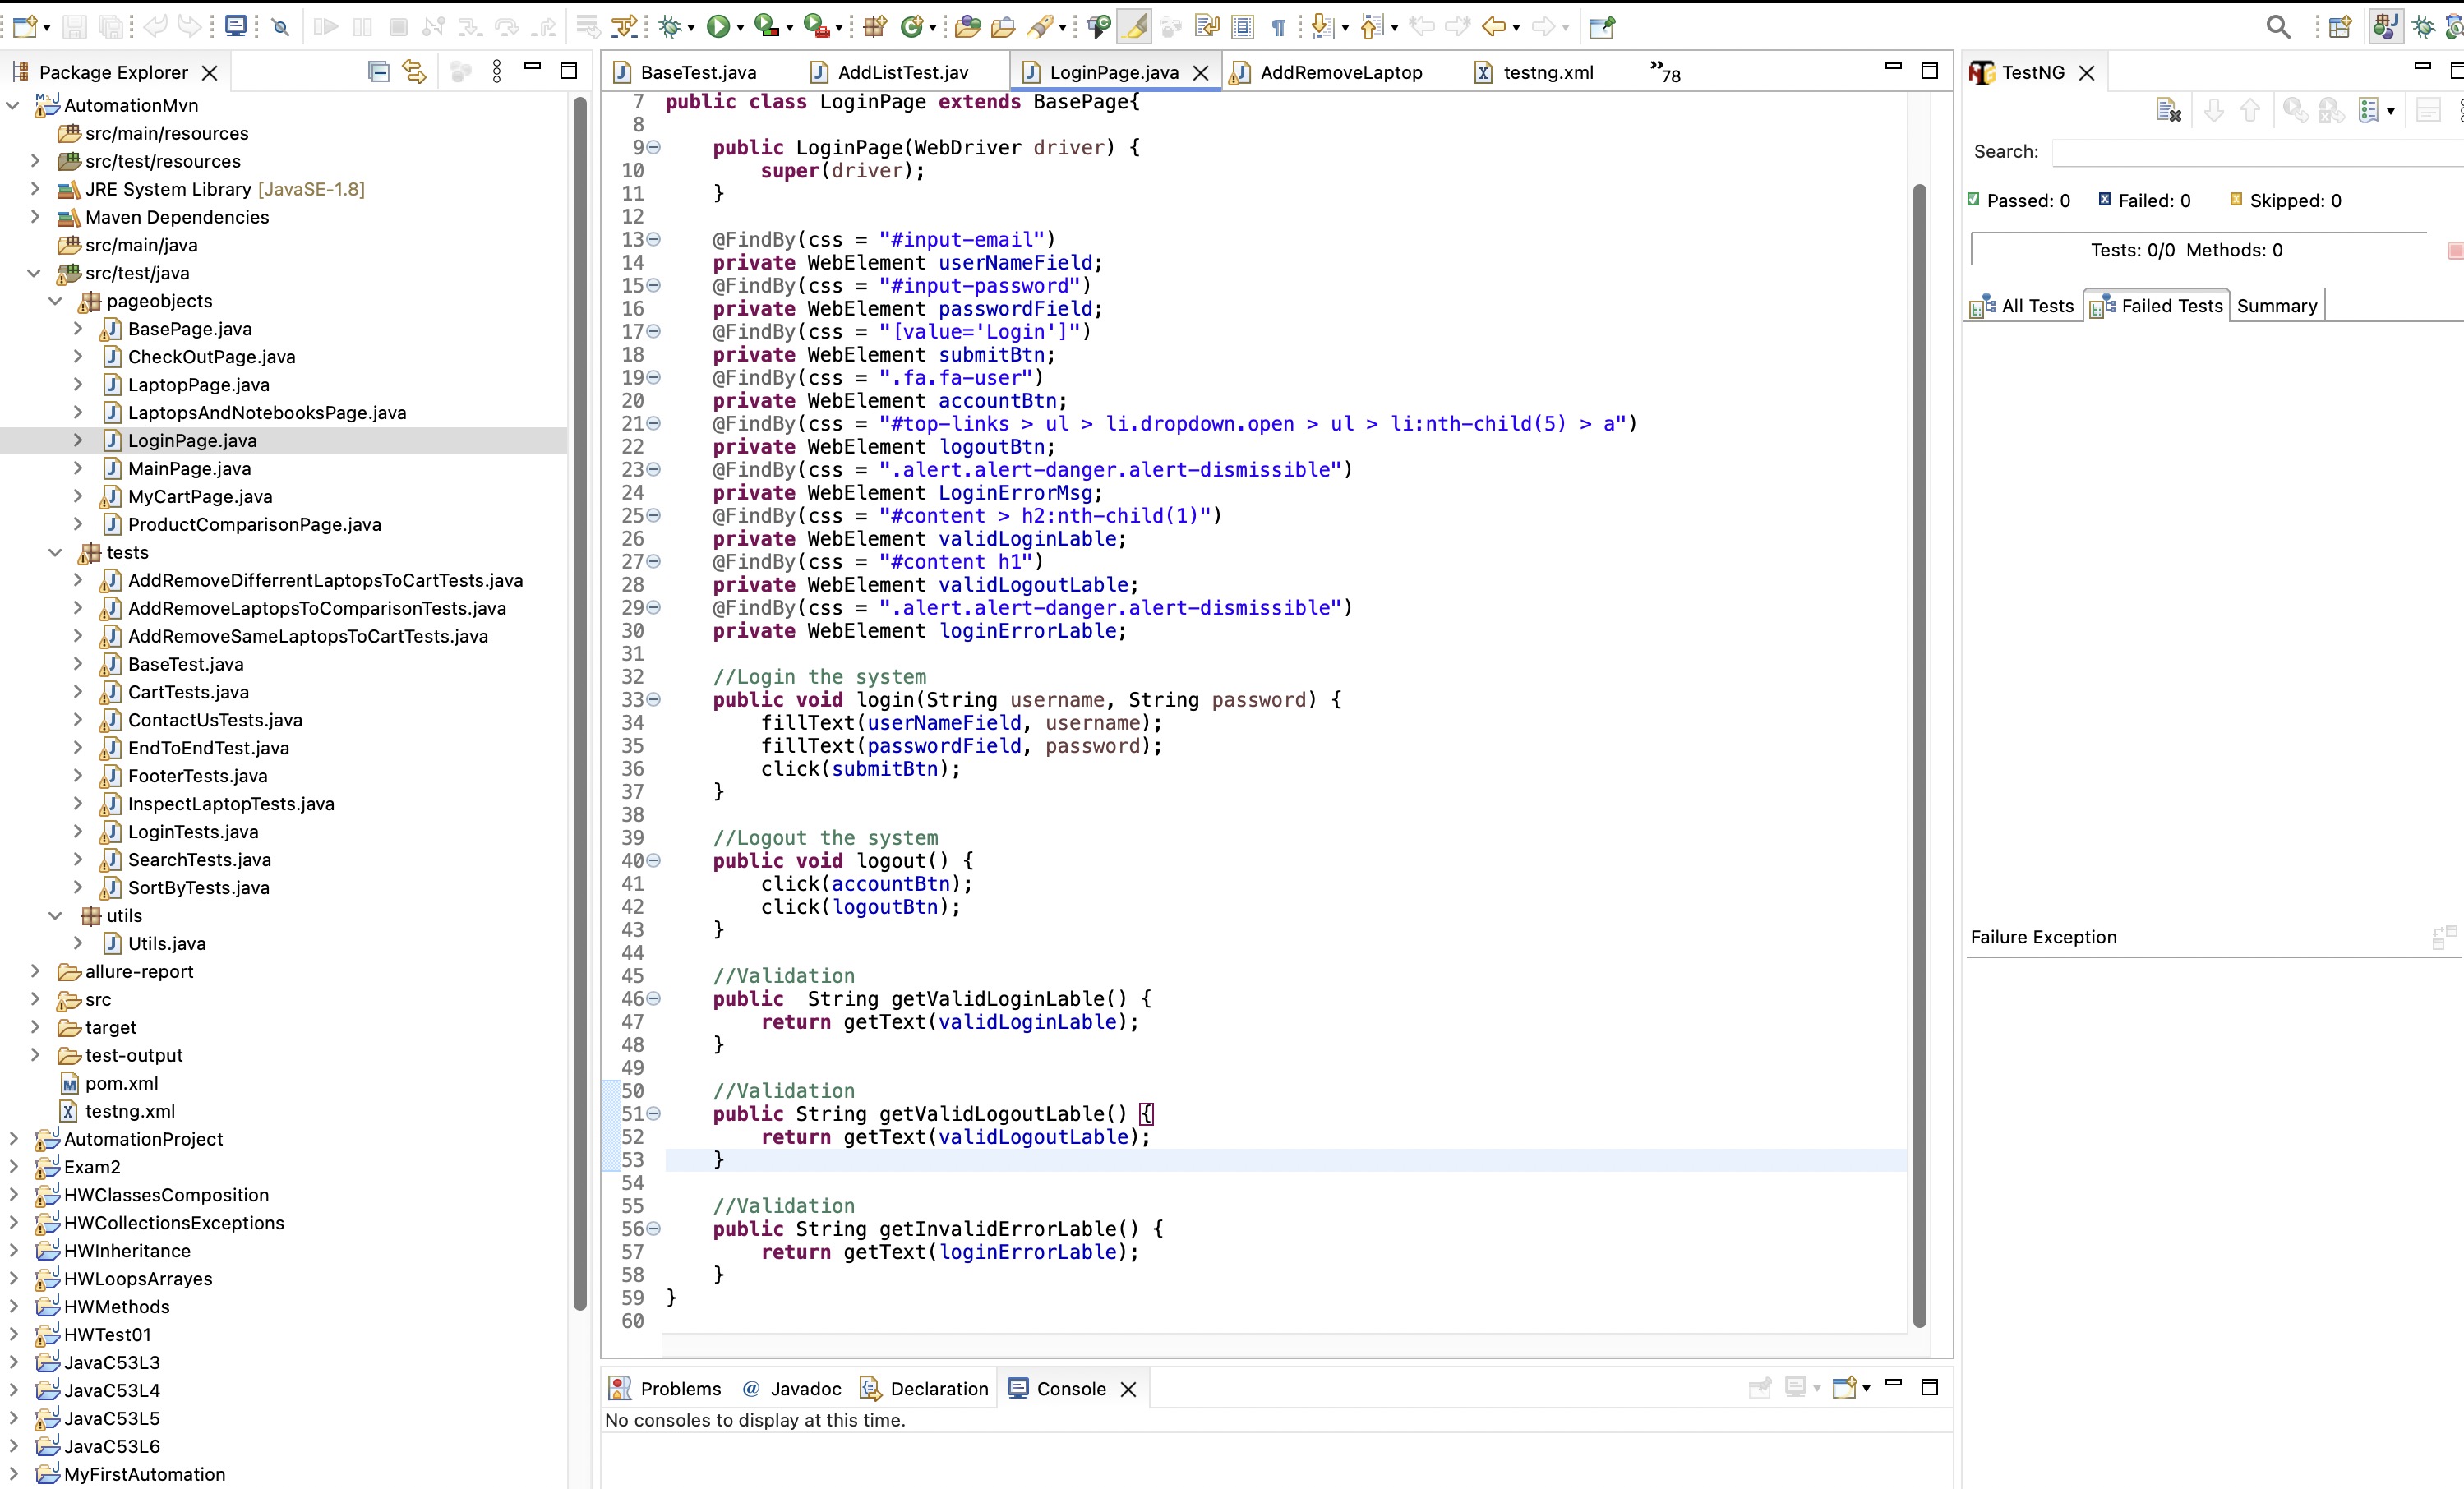 Package Explorer
AutomationMvn
src/main/resources
src/test/resources
JRE System Library [JavaSE-1.8]
Maven Dependencies
src/main/java
src/test/java
pageobjects
BasePage.java
CheckOutPage.java
LaptopPage.java
LaptopsAndNotebooksPage.java
LoginPage.java
MainPage.java
MyCartPage.java
ProductComparisonPage.java
tests
AddRemoveDifferrentLaptopsToCartTests.java
AddRemoveLaptopsToComparisonTests.java
AddRemoveSameLaptopsToCartTests.java
BaseTest.java
CartTests.java
ContactUsTests.java
EndToEndTest.java
FooterTests.java
InspectLaptopTests.java
LoginTests.java
SearchTests.java
SortByTests.java
utils
Utils.java
allure-report
src
target
test-output
pom.xml
testng.xml
AutomationProject
Exam2
HWClassesComposition
HWCollectionsExceptions
HWInheritance
HWLoopsArrayes
HWMethods
HWTest01
JavaC53L3
JavaC53L4
JavaC53L5
JavaC53L6
MyFirstAutomation
BaseTest.java AddListTest.jav LoginPage.java AddRemoveLaptop testng.xml »78
7 public class LoginPage extends BasePage{
8
9 public LoginPage(WebDriver driver) {
10 super(driver);
11 }
12
13 @FindBy(css = "#input-email")
14 private WebElement userNameField;
15 @FindBy(css = "#input-password")
16 private WebElement passwordField;
17 @FindBy(css = "[value='Login']")
18 private WebElement submitBtn;
19 @FindBy(css = ".fa.fa-user")
20 private WebElement accountBtn;
21 @FindBy(css = "#top-links > ul > li.dropdown.open > ul > li:nth-child(5) > a")
22 private WebElement logoutBtn;
23 @FindBy(css = ".alert.alert-danger.alert-dismissible")
24 private WebElement LoginErrorMsg;
25 @FindBy(css = "#content > h2:nth-child(1)")
26 private WebElement validLoginLable;
27 @FindBy(css = "#content h1")
28 private WebElement validLogoutLable;
29 @FindBy(css = ".alert.alert-danger.alert-dismissible")
30 private WebElement loginErrorLable;
31
32 //Login the system
33 public void login(String username, String password) {
34 fillText(userNameField, username);
35 fillText(passwordField, password);
36 click(submitBtn);
37 }
38
39 //Logout the system
40 public void logout() {
41 click(accountBtn);
42 click(logoutBtn);
43 }
44
45 //Validation
46 public  String getValidLoginLable() {
47 return getText(validLoginLable);
48 }
49
50 //Validation
51 public String getValidLogoutLable() {
52 return getText(validLogoutLable);
53 }
54
55 //Validation
56 public String getInvalidErrorLable() {
57 return getText(loginErrorLable);
58 }
59 }
60
Problems Javadoc Declaration Console
No consoles to display at this time.
TestNG
Search:
Passed: 0 Failed: 0 Skipped: 0
Tests: 0/0 Methods: 0
All Tests Failed Tests Summary
Failure Exception